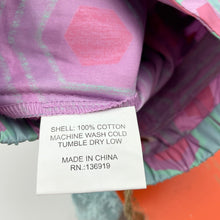 SHELL: 100% COTTON
MACHINE WASH COLD
TUMBLE DRY LOW
MADE IN CHINA
RN.:136919